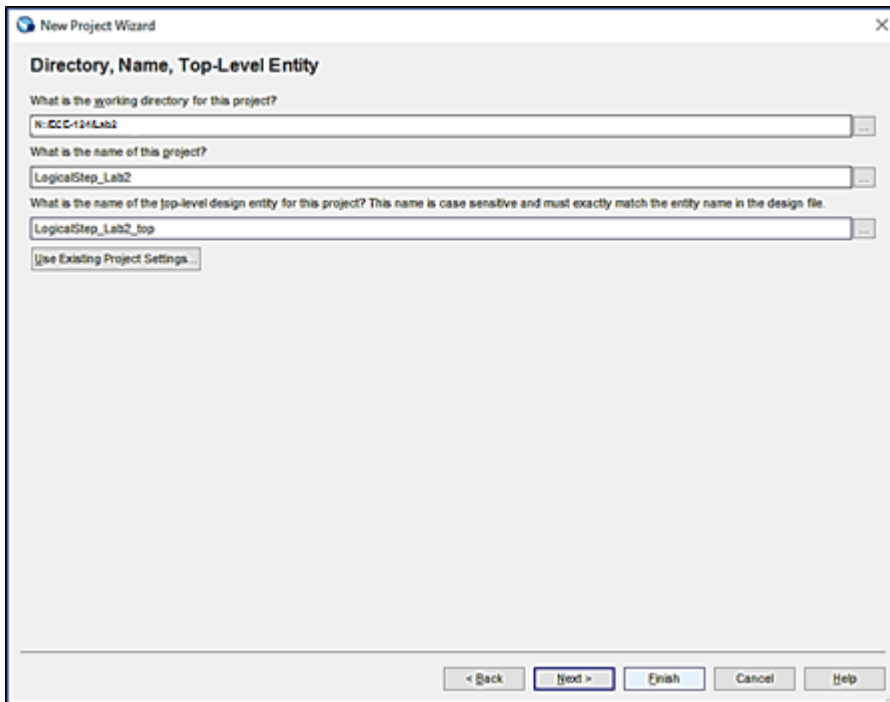 New Project Wizard
Directory, Name, Top-Level Entity
What is the working directory for this project?
N:/ECE-124/Lab2
...
What is the name of this project?
LogicalStep_Lab2
...
What is the name of the top-level design entity for this project? This name is case sensitive and must exactly match the entity name in the design file.
LogicalStep_Lab2_top
...
Use Existing Project Settings...
< Back Next > Finish Cancel Help